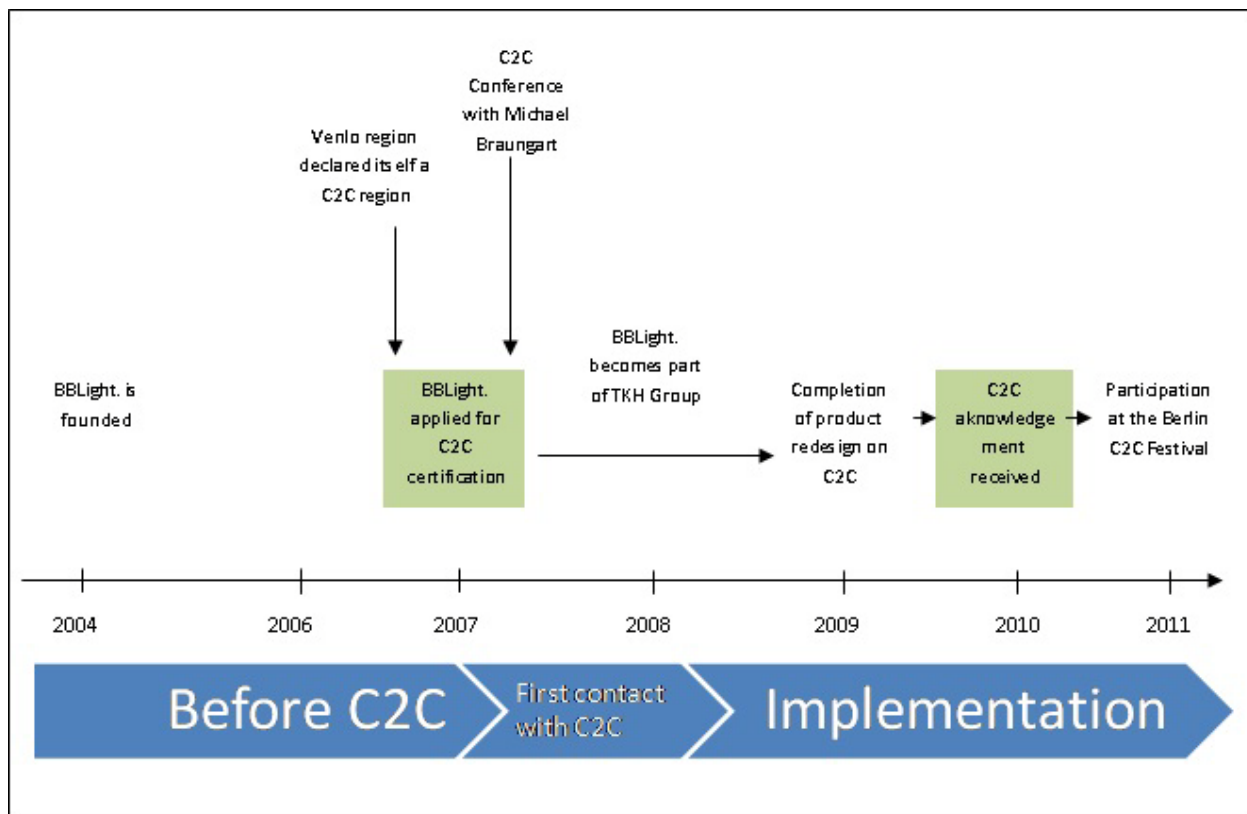 C2C
Conference
with Michael
Braungart
Venlo region
declared itself a
C2C region
BBLight. is
founded
BBLight.
applied for
C2C
certification
BBLight.
becomes part
of TKH Group
Completion
of product
redesign on
C2C
C2C
aknowledge
ment
received
Participation
at the Berlin
C2C Festival
2004
2006
2007
2008
2009
2010
2011
Before C2C
First contact
with C2C
Implementation